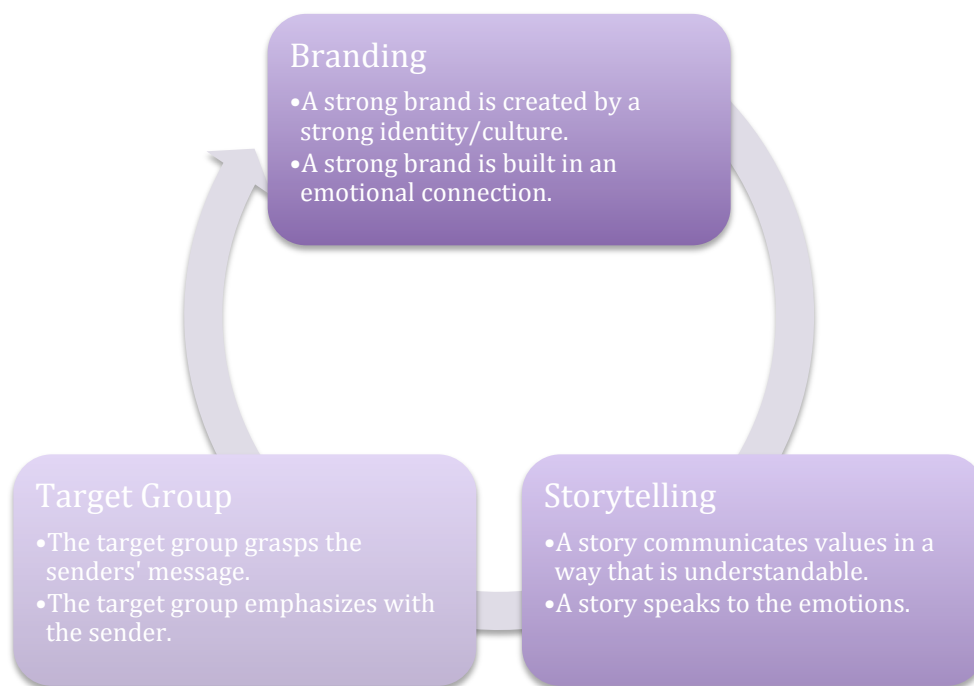 Branding
•A strong brand is created by a
strong identity/culture.
•A strong brand is built in an
emotional connection.
Target Group
•The target group grasps the
senders' message.
•The target group emphasizes with
the sender.
Storytelling
•A story communicates values in a
way that is understandable.
•A story speaks to the emotions.